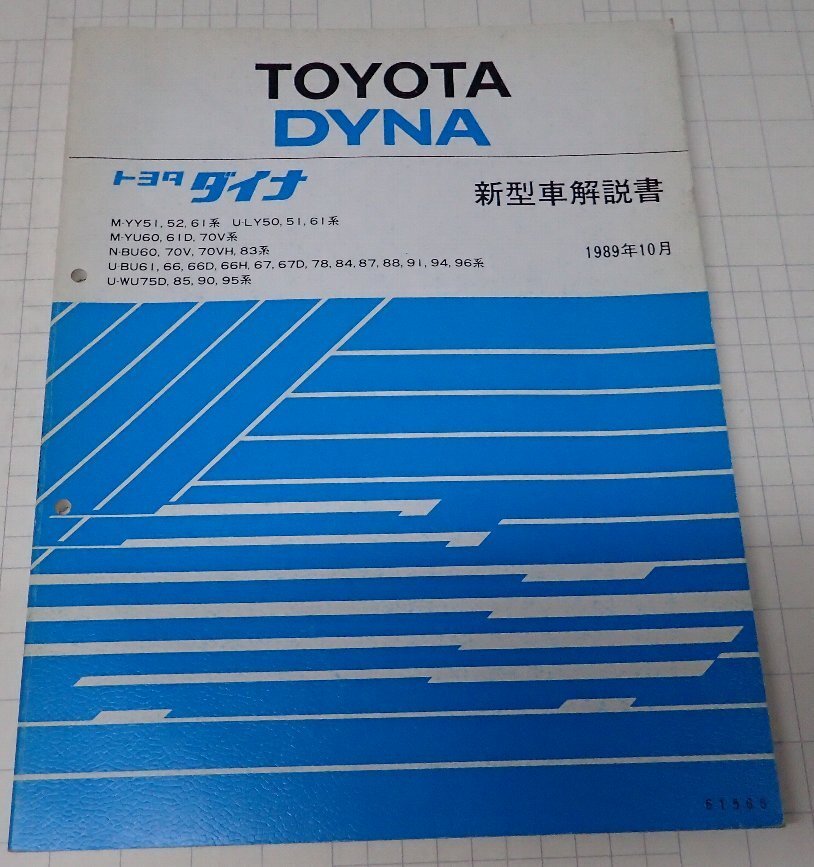 TOYOTA
DYNA
トヨタ ダイナ
新型車解説書
M-YY51, 52, 61系 U-LY50, 51, 61系
M-YU60, 61D, 70V系
N-BU60, 70V, 70VH, 83系
U-BU61, 66, 66D, 66H, 67, 67D, 78, 84, 87, 88, 91, 94, 96系
U-WU75D, 85, 90, 95系
1989年10月